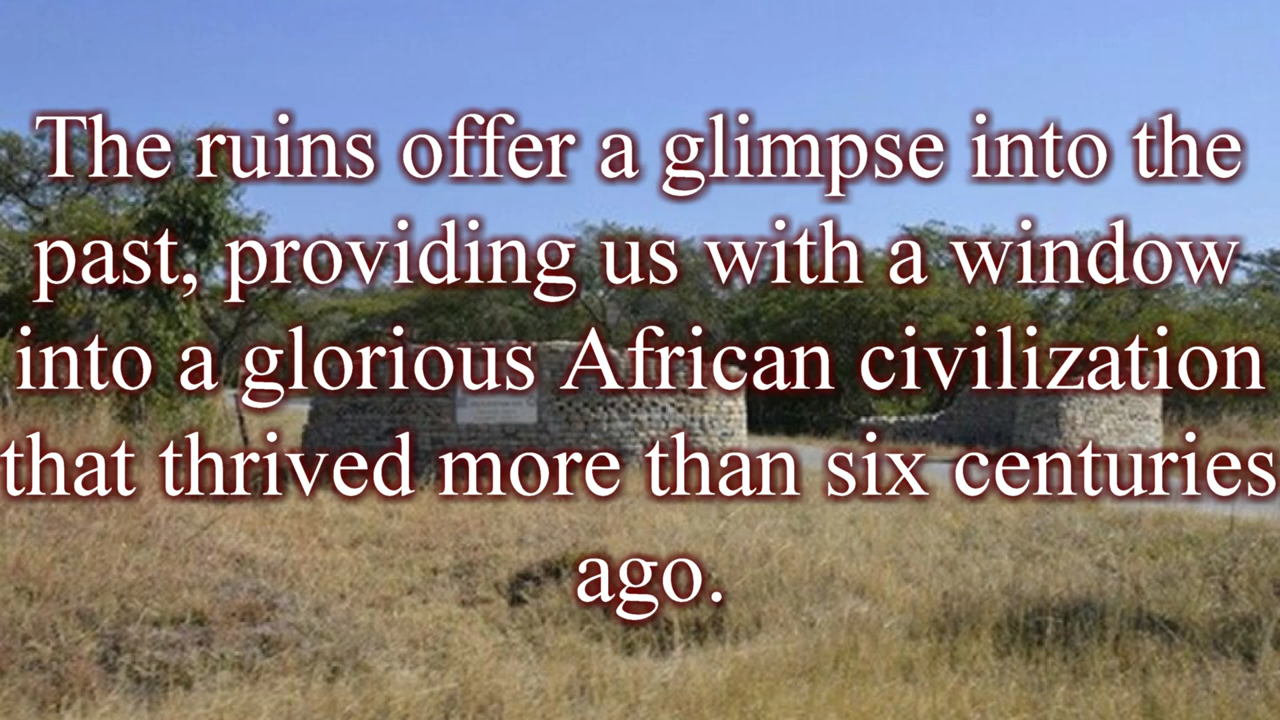 The ruins offer a glimpse into the
past, providing us with a window
into a glorious African civilization
that thrived more than six centuries
ago.